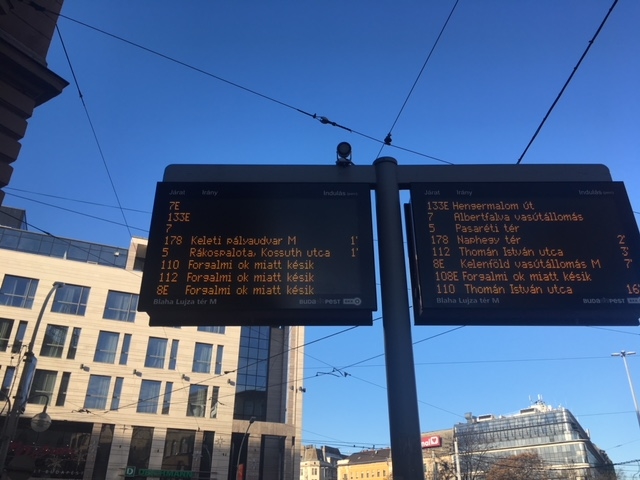 Járat Irány Indulás
7E
133E
7
178 Keleti pályaudvar M 1'
5 Rákospalota, Kossuth utca 1'
110 Forgalmi ok miatt késik
112 Forgalmi ok miatt késik
8E Forgalmi ok miatt késik
Blaha Lujza tér M BUDAPEST BKK
Járat Irány Indulás
133E Hengermalom út
7 Albertfalva vasútállomás
5 Pasaréti tér
178 Naphegy tér 2'
112 Thomán István utca 3'
8E Kelenföld vasútállomás M 7'
108E Forgalmi ok miatt késik
110 Thomán István utca 16'
Blaha Lujza tér M BUDAPEST